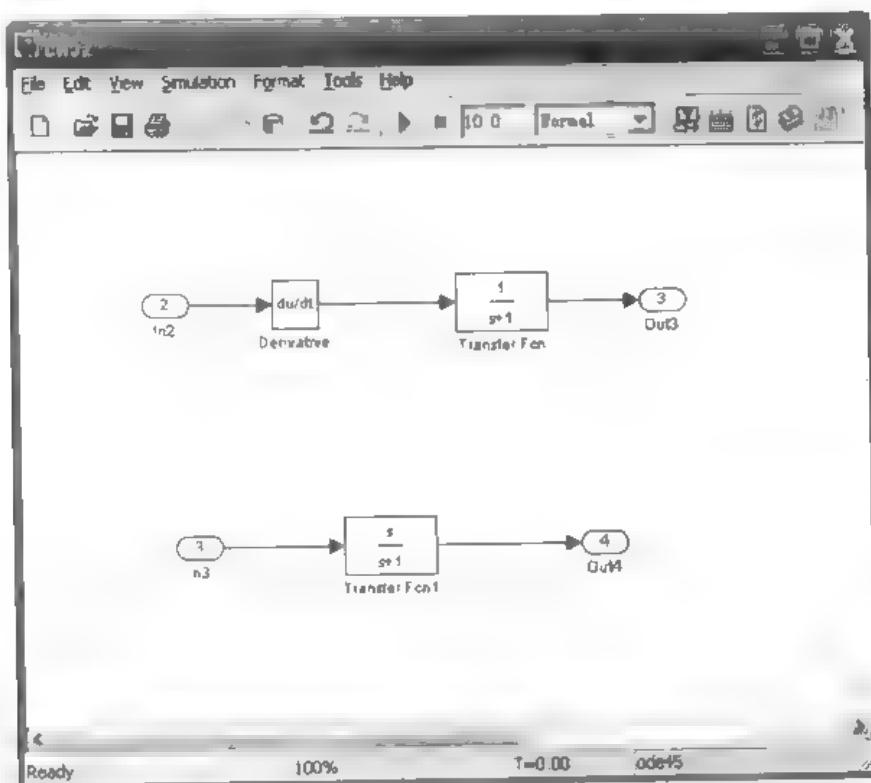 File Edit View Simulation Format Tools Help
10.0 Normal
2
In2
du/dt
Derivative
1
s+1
Transfer Fcn
3
Out3
3
In3
s
s+1
Transfer Fcn1
4
Out4
Ready 100% T=0.00 ode45